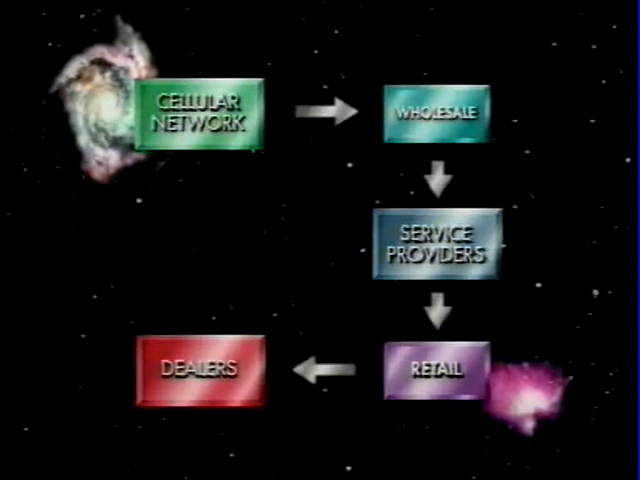 CELLULAR
NETWORK
WHOLESALE
SERVICE
PROVIDERS
RETAIL
DEALERS